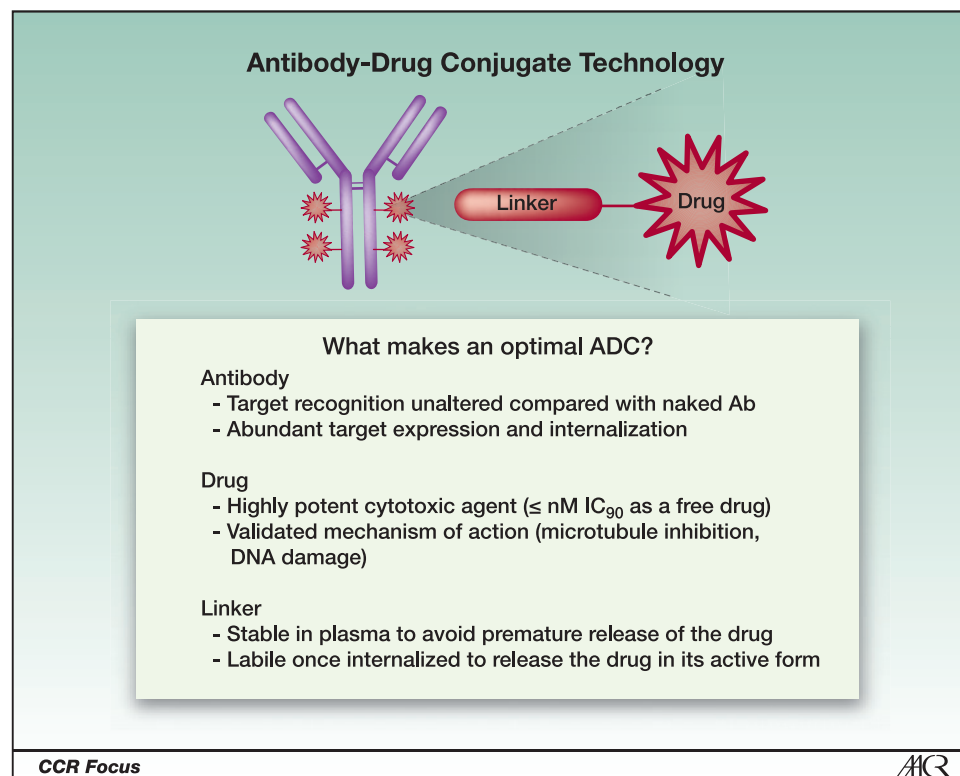 Antibody-Drug Conjugate Technology
Linker
Drug
What makes an optimal ADC?
Antibody
- Target recognition unaltered compared with naked Ab
- Abundant target expression and internalization
Drug
- Highly potent cytotoxic agent (≤ nM IC90 as a free drug)
- Validated mechanism of action (microtubule inhibition,
DNA damage)
Linker
- Stable in plasma to avoid premature release of the drug
- Labile once internalized to release the drug in its active form
CCR Focus
AACR